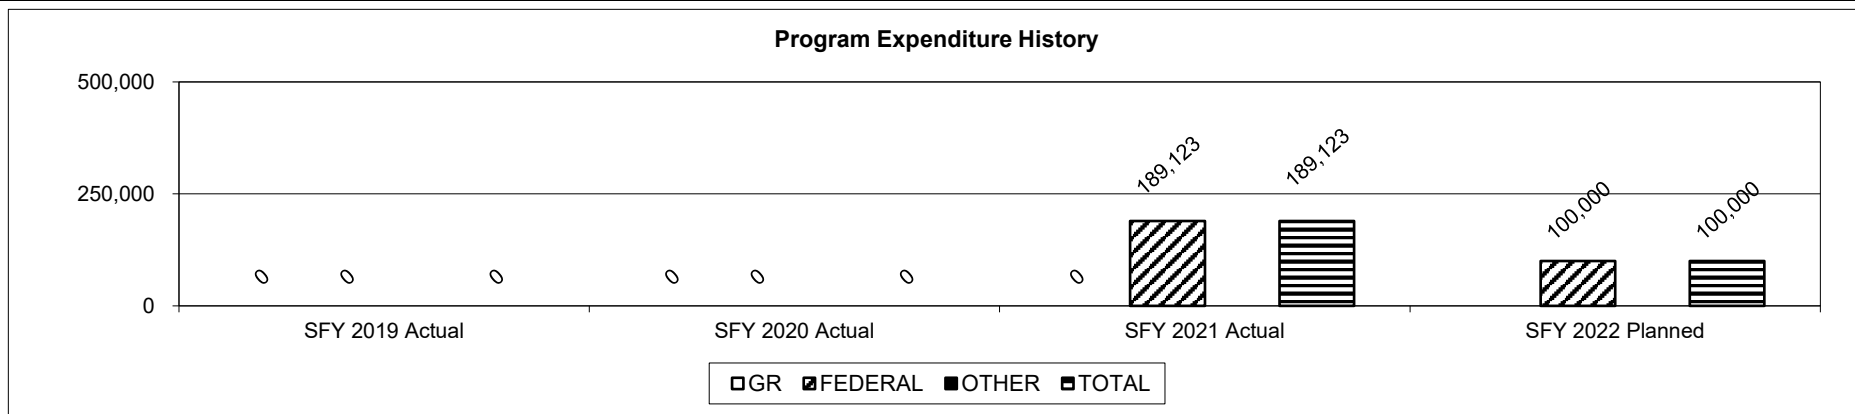 Program Expenditure History
500,000
250,000
0
0 0 0 0 0 0 0 189,123 189,123 100,000 100,000
SFY 2019 Actual SFY 2020 Actual SFY 2021 Actual SFY 2022 Planned
GR FEDERAL OTHER TOTAL